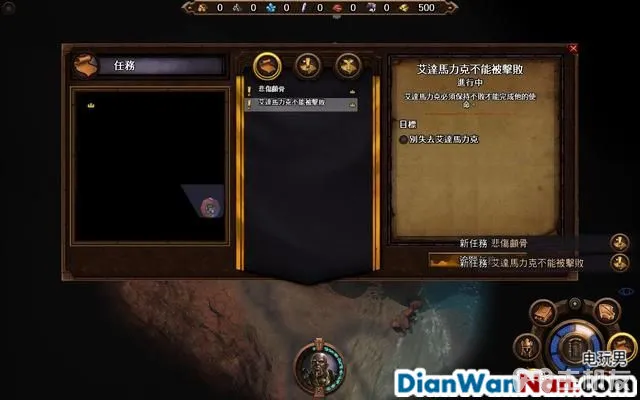 0 0 0 0 0 0 500
任務
悲傷顱骨
艾達馬力克不能被擊敗
艾達馬力克不能被擊敗
進行中
艾達馬力克必須保持不敗才能完成他的使
命。
目標
別失去艾達馬力克
新任務 悲傷顱骨
新任務 艾達馬力克不能被擊敗
电玩男
DianWanNan.com